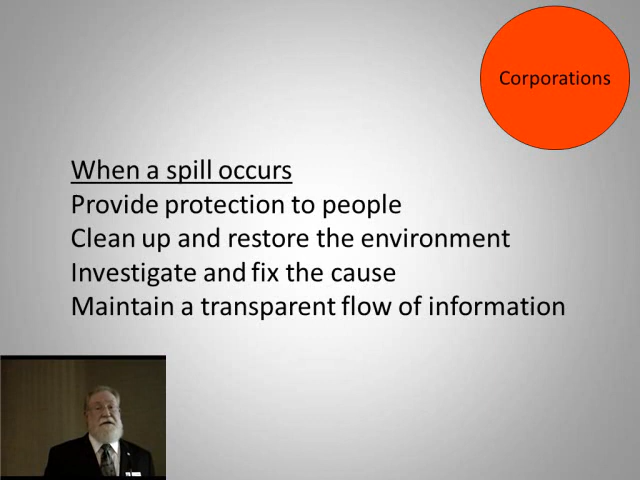 Corporations
When a spill occurs
Provide protection to people
Clean up and restore the environment
Investigate and fix the cause
Maintain a transparent flow of information